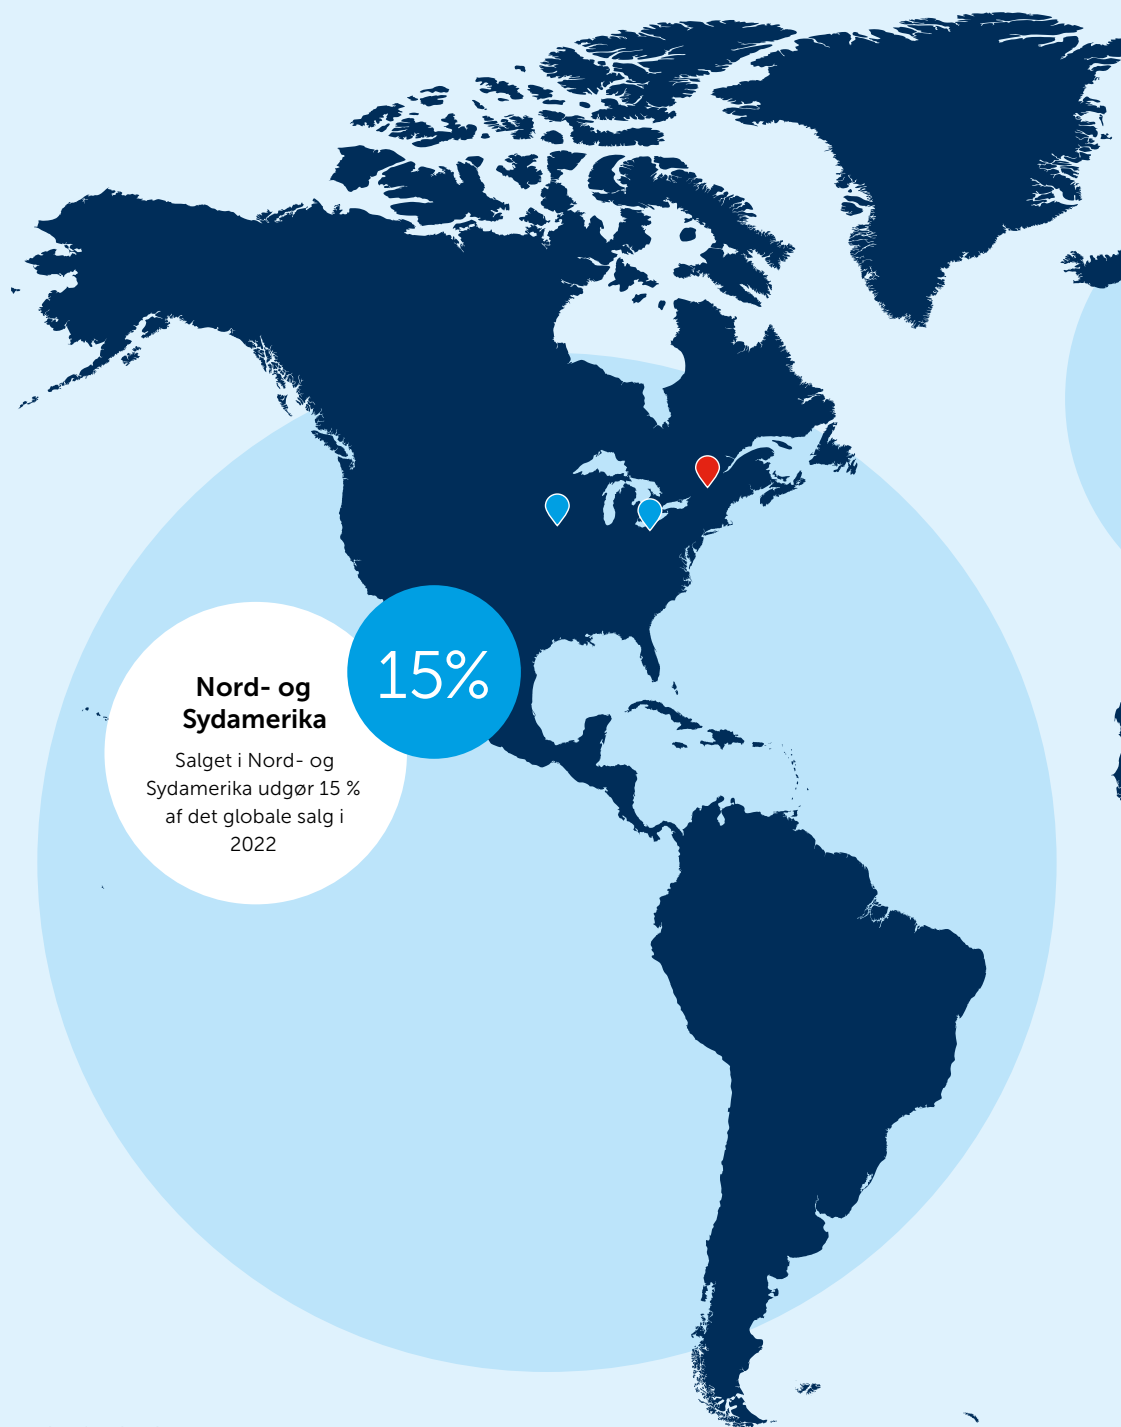 15%
Nord- og
Sydamerika
Salget i Nord- og
Sydamerika udgør 15 %
af det globale salg i
2022